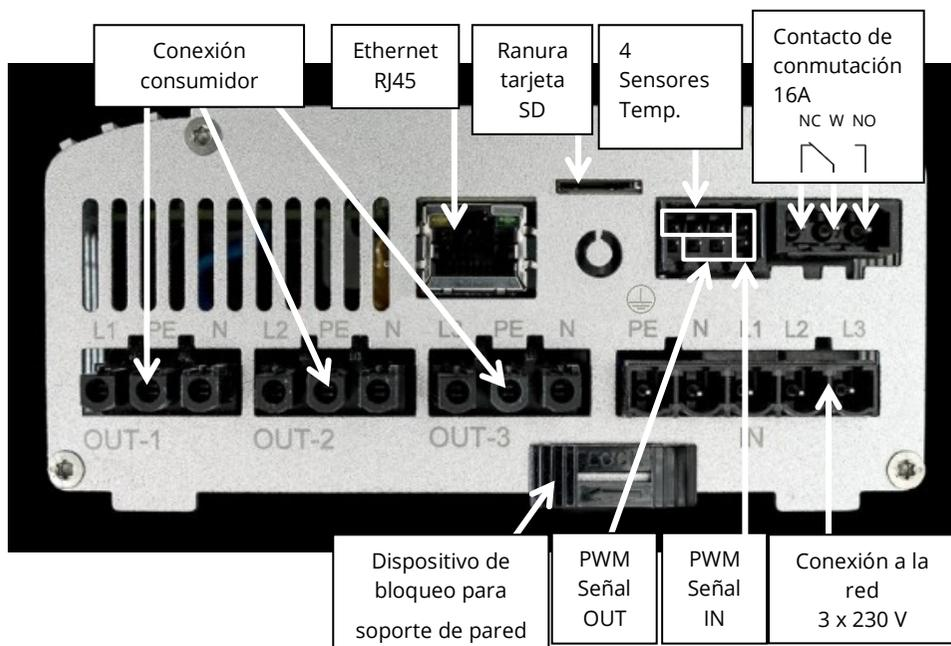 Conexión
consumidor
Ethernet
RJ45
Ranura
tarjeta
SD
4
Sensores
Temp.
Contacto de
conmutación
16A
NC W NO
L1 PE N L2 PE N L3 PE N PE N L1 L2 L3
OUT-1 OUT-2 OUT-3 IN
Dispositivo de
bloqueo para
soporte de pared
PWM
Señal
OUT
PWM
Señal
IN
Conexión a la
red
3 x 230 V